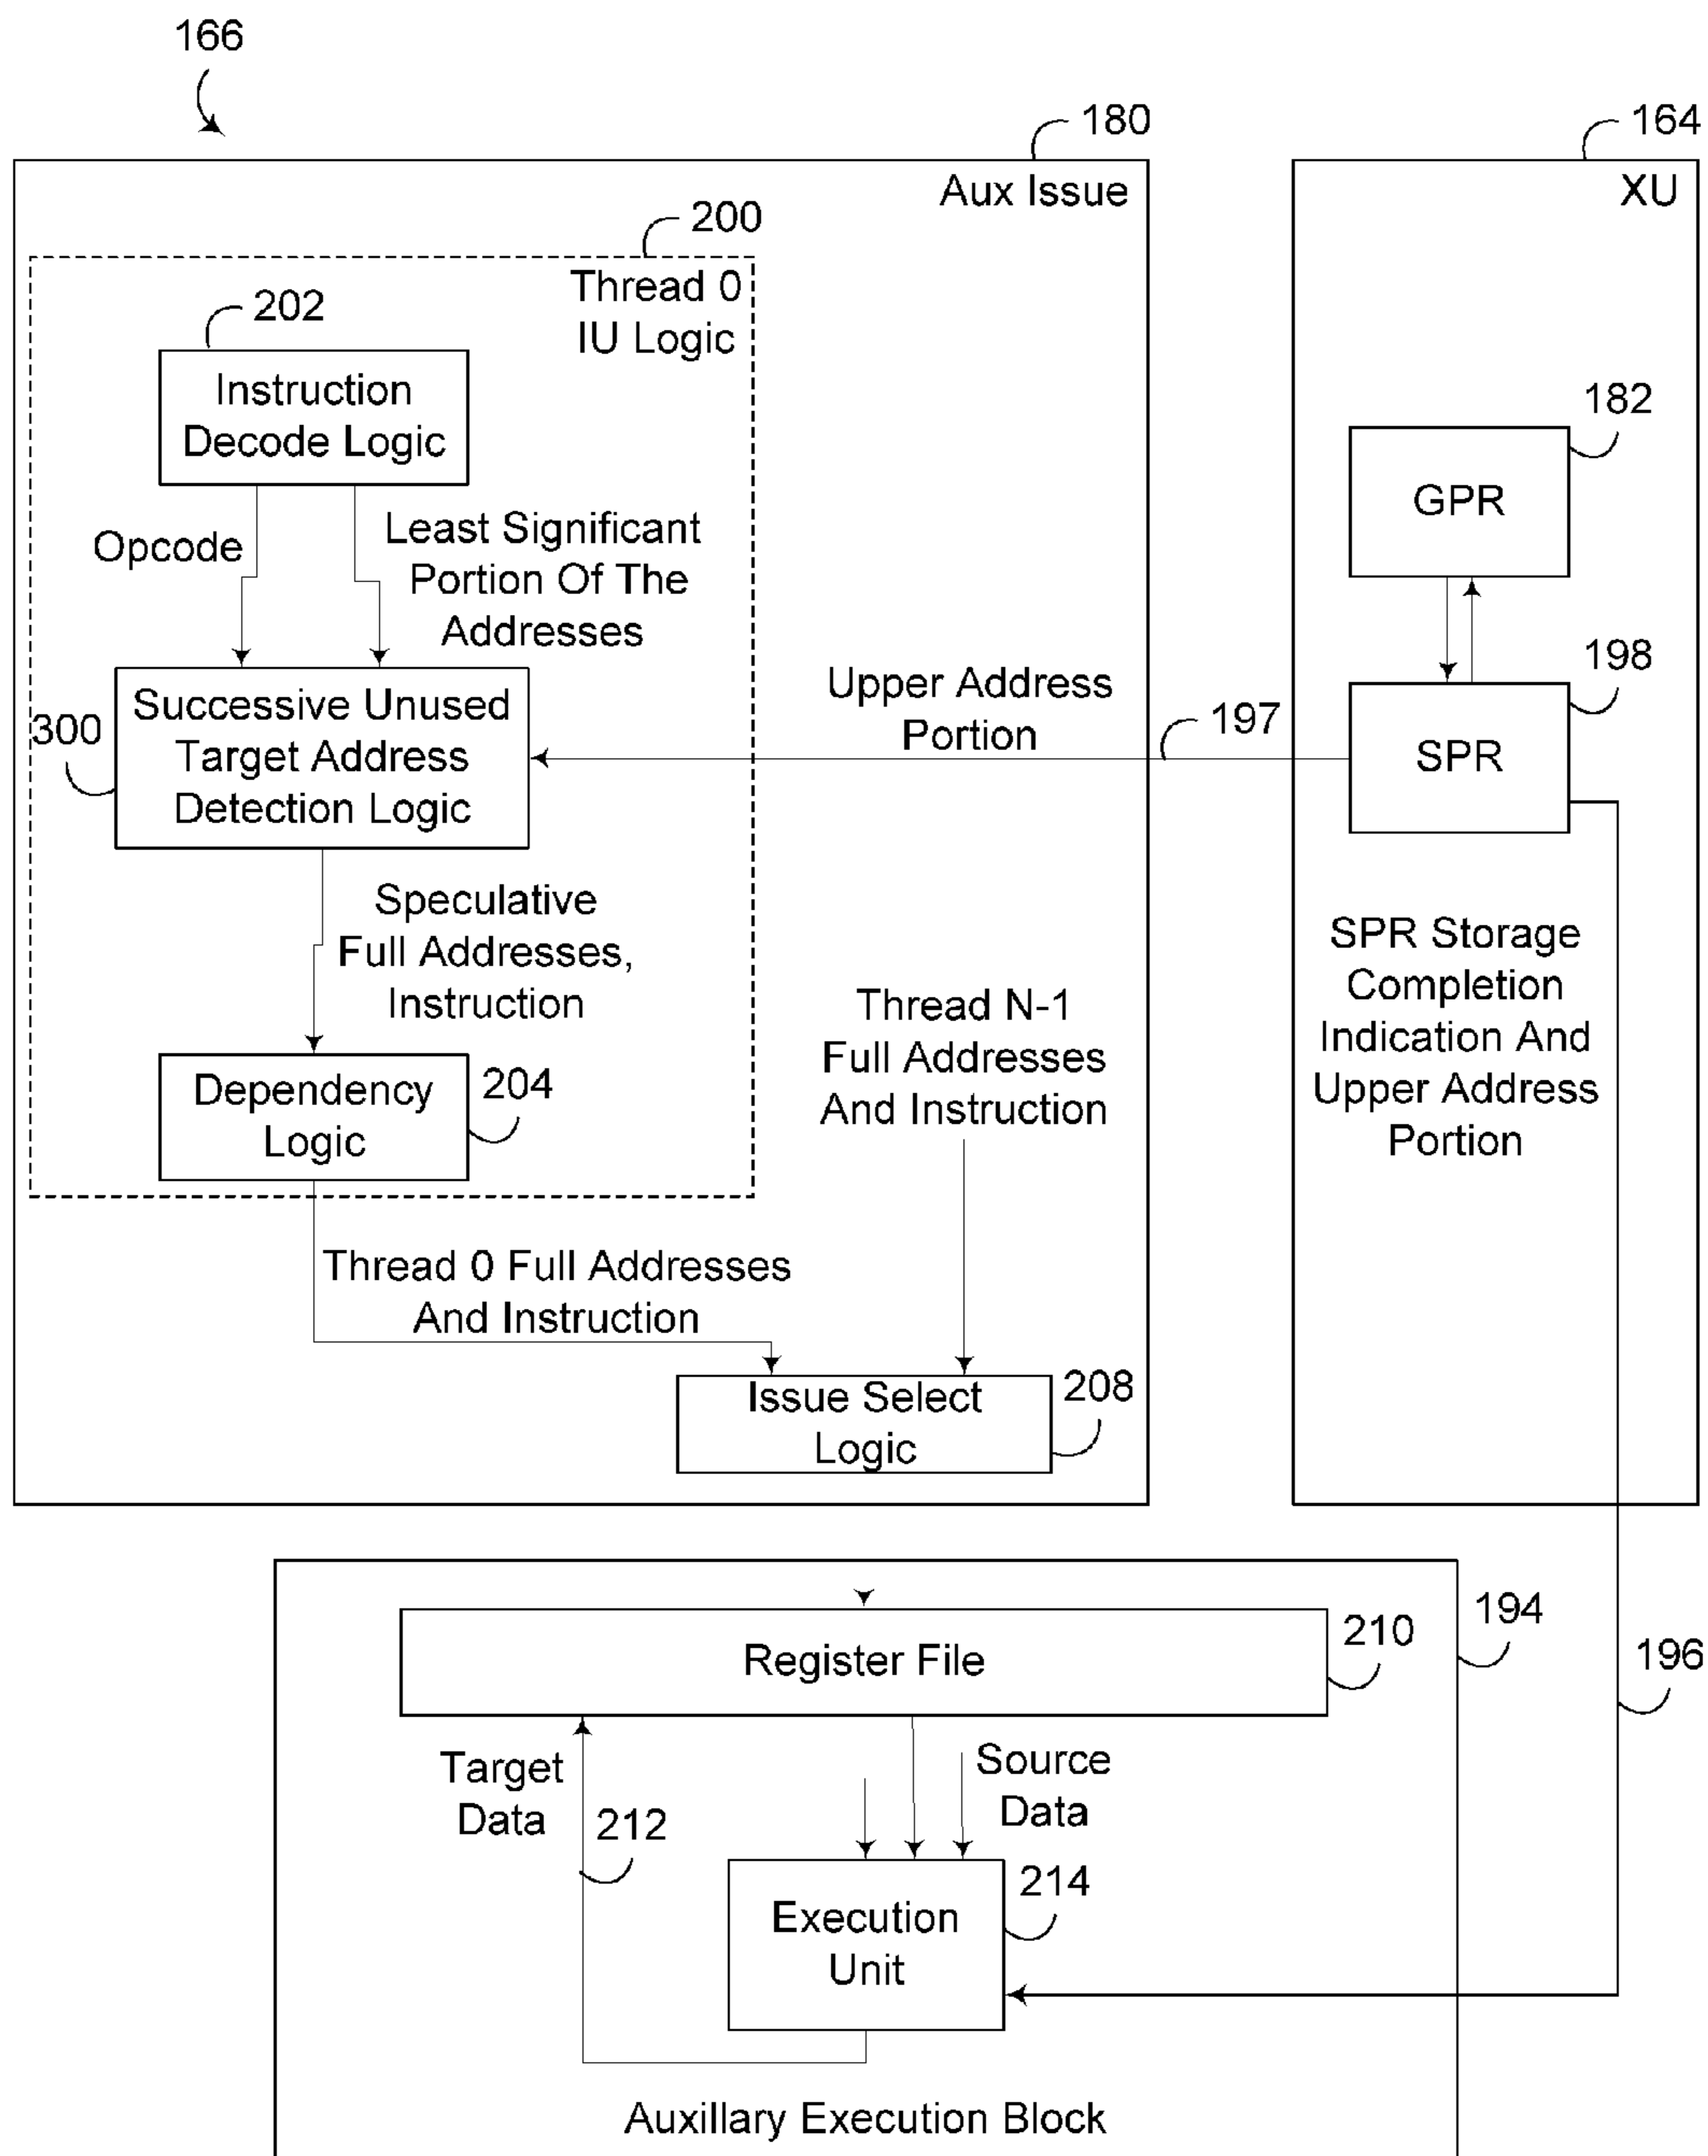 166
180
164
Aux Issue
XU
200
Thread 0
IU Logic
202
Instruction
Decode Logic
182
GPR
Opcode
Least Significant
Portion Of The
Addresses
198
SPR
Upper Address
Portion
197
300
Successive Unused
Target Address
Detection Logic
Speculative
Full Addresses,
Instruction
SPR Storage
Completion
Indication And
Upper Address
Portion
Thread N-1
Full Addresses
And Instruction
Dependency
Logic
204
Thread 0 Full Addresses
And Instruction
Issue Select
Logic
208
194
Register File
210
196
Target
Data
212
Source
Data
214
Execution
Unit
Auxillary Execution Block